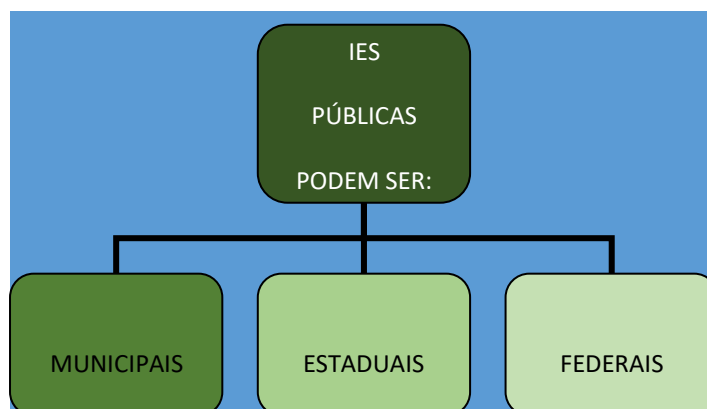 IES
PÚBLICAS
PODEM SER:
MUNICIPAIS
ESTADUAIS
FEDERAIS